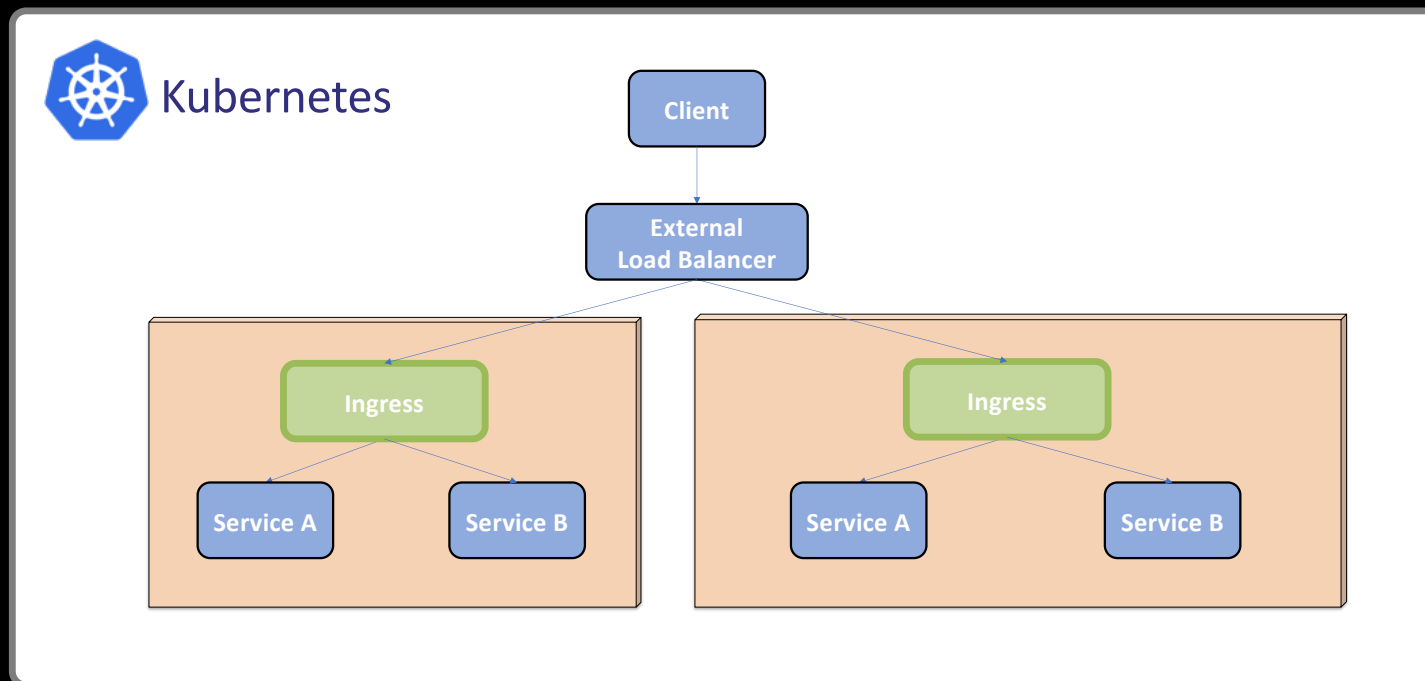 Kubernetes
Client
External
Load Balancer
Ingress
Ingress
Service A
Service B
Service A
Service B